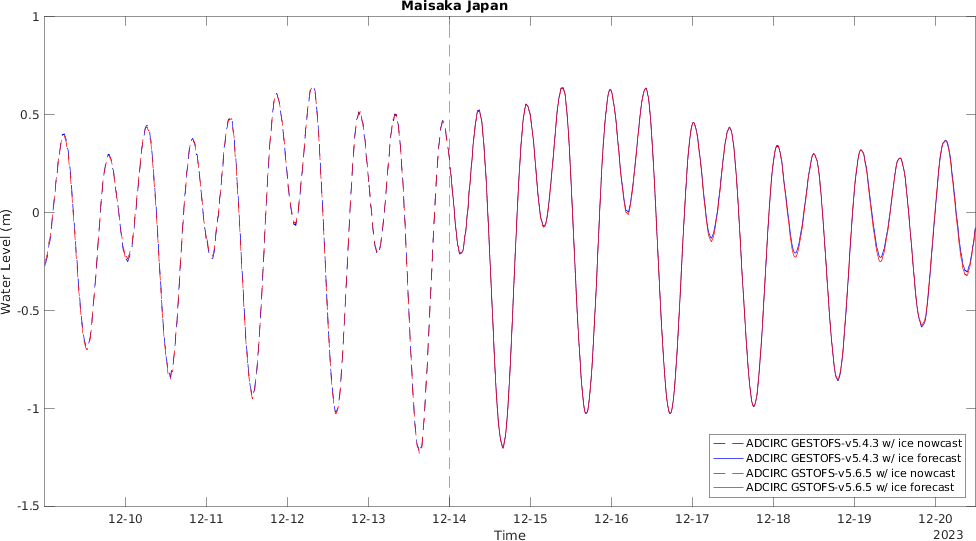 Maisaka Japan
1
0.5
0
-0.5
-1
-1.5
Water Level (m)
12-10 12-11 12-12 12-13 12-14 12-15 12-16 12-17 12-18 12-19 12-20
Time
2023
ADCIRC GESTOFS-v5.4.3 w/ ice nowcast
ADCIRC GESTOFS-v5.4.3 w/ ice forecast
ADCIRC GSTOFS-v5.6.5 w/ ice nowcast
ADCIRC GSTOFS-v5.6.5 w/ ice forecast